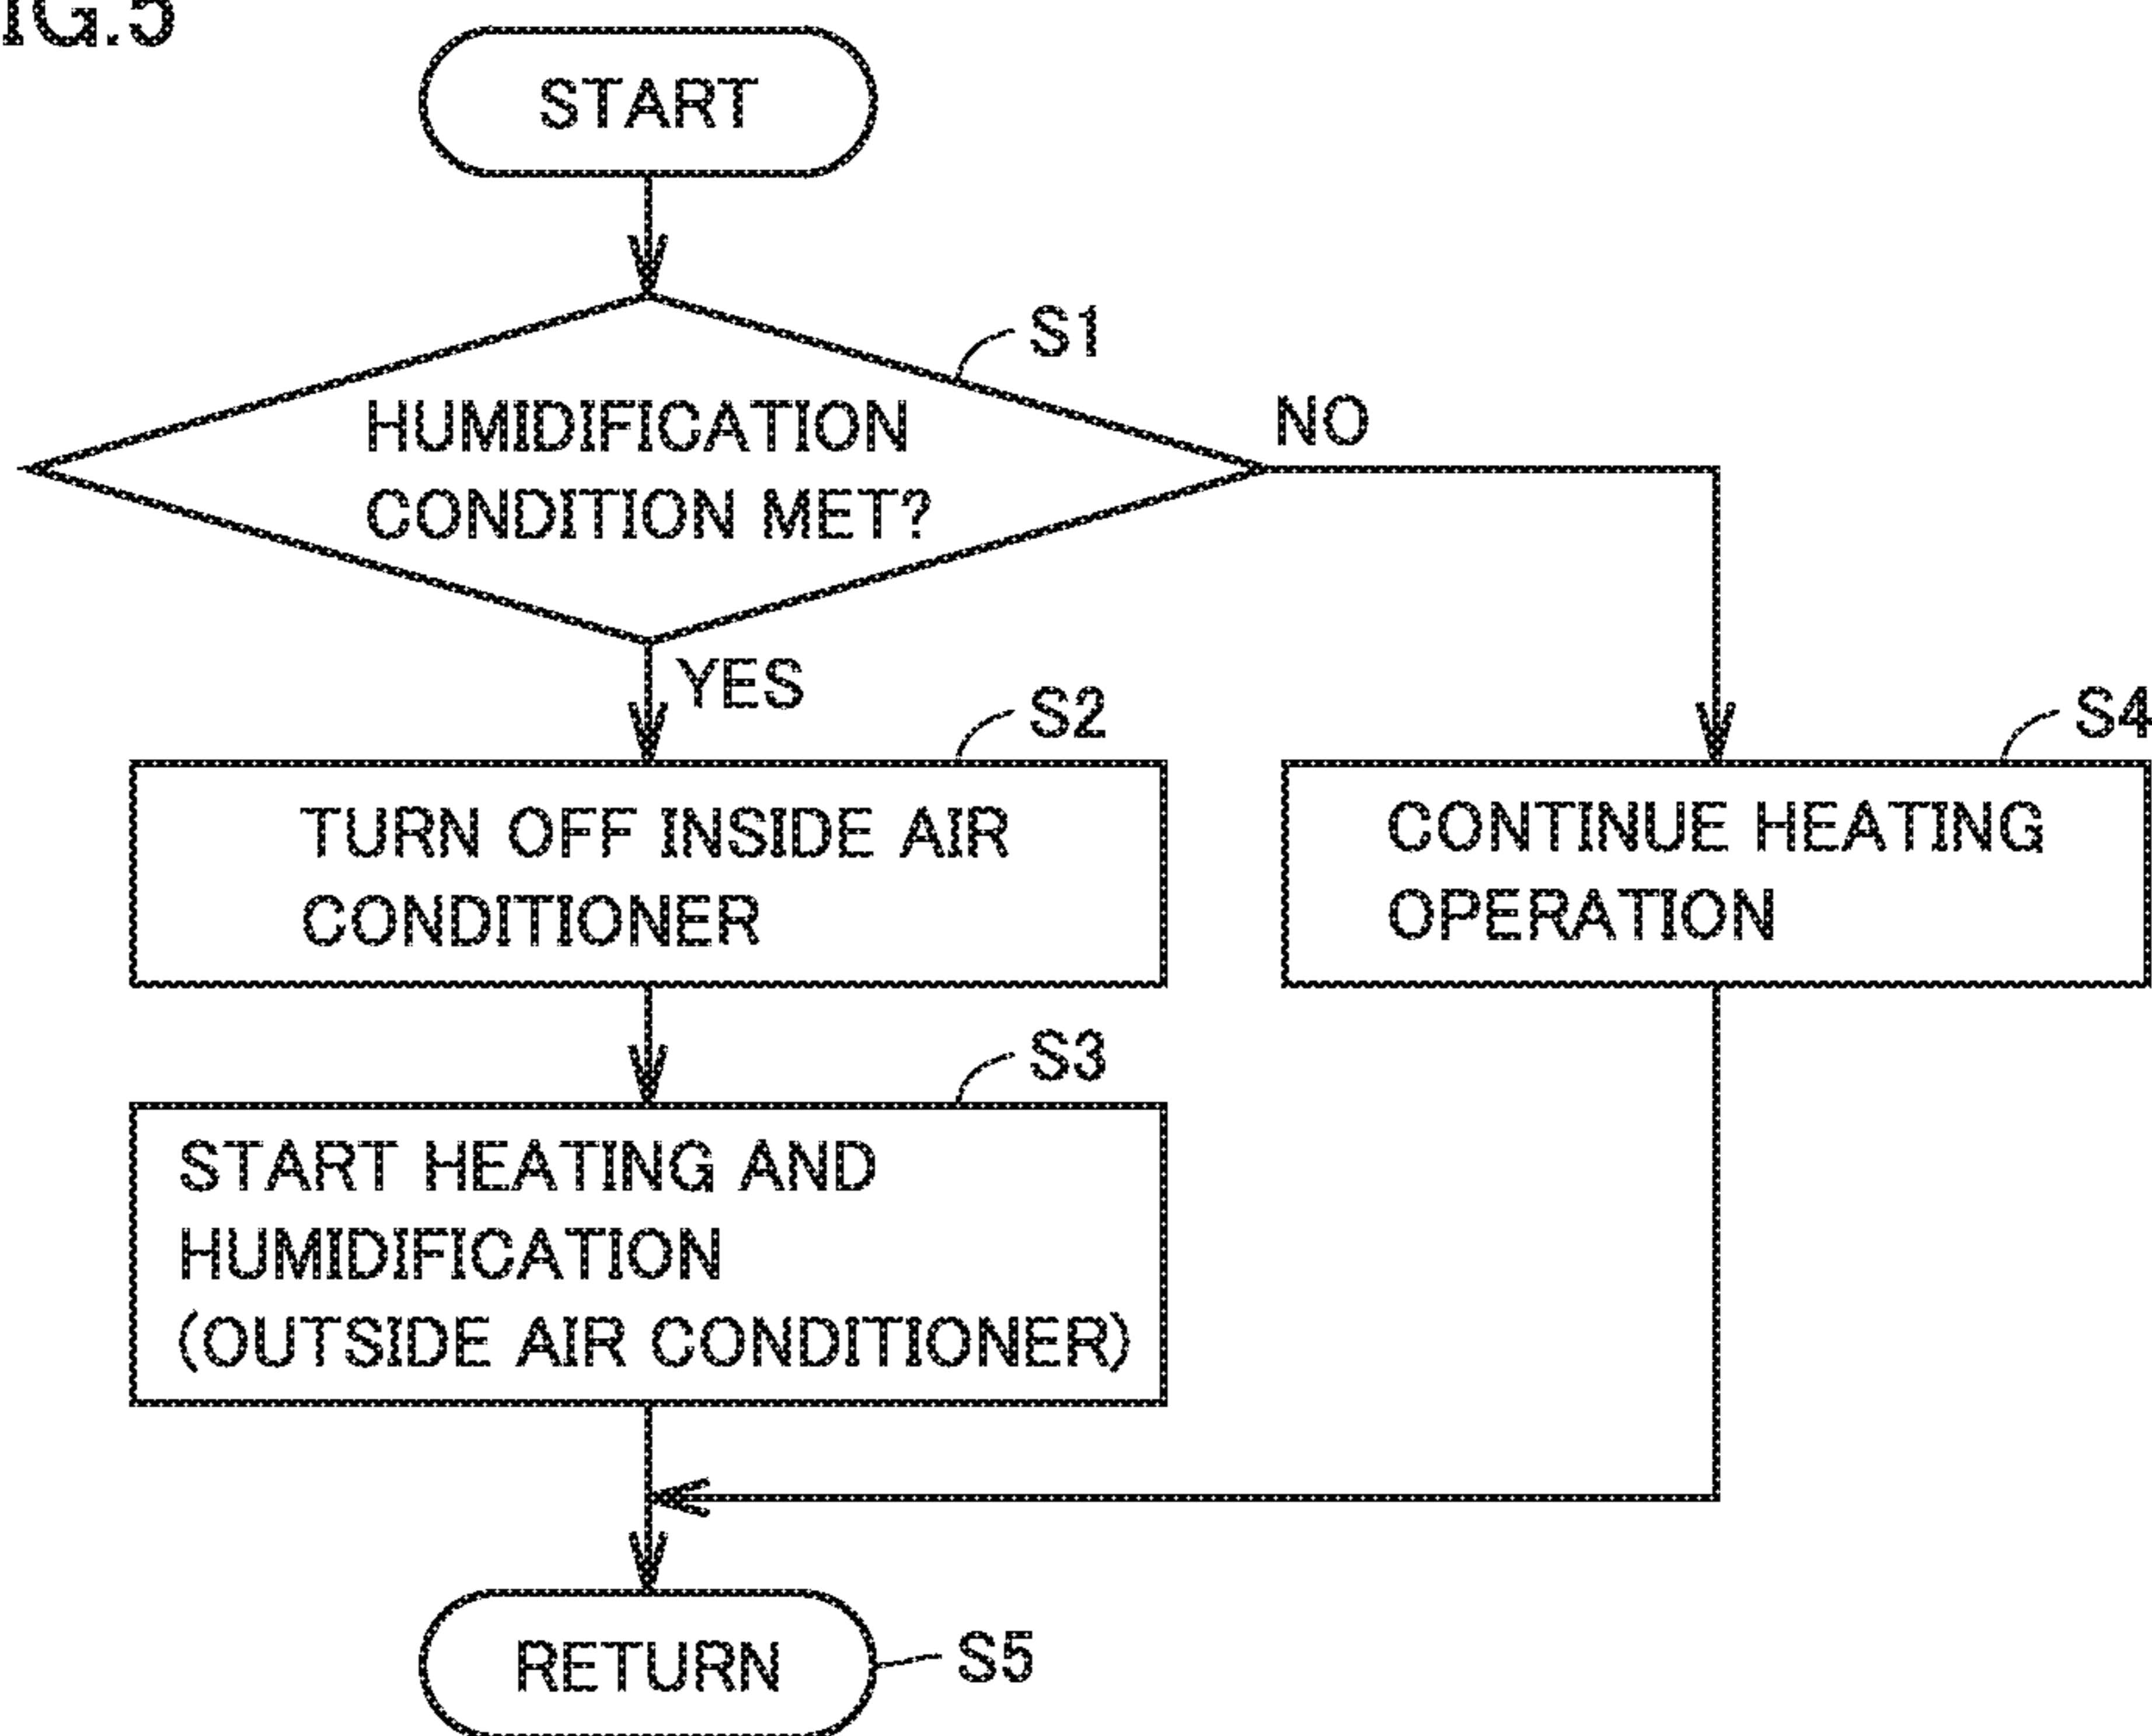 IG.5
START
S1
HUMIDIFICATION
CONDITION MET?
NO
YES
S2
TURN OFF INSIDE AIR
CONDITIONER
S4
CONTINUE HEATING
OPERATION
S3
START HEATING AND
HUMIDIFICATION
(OUTSIDE AIR CONDITIONER)
RETURN
S5